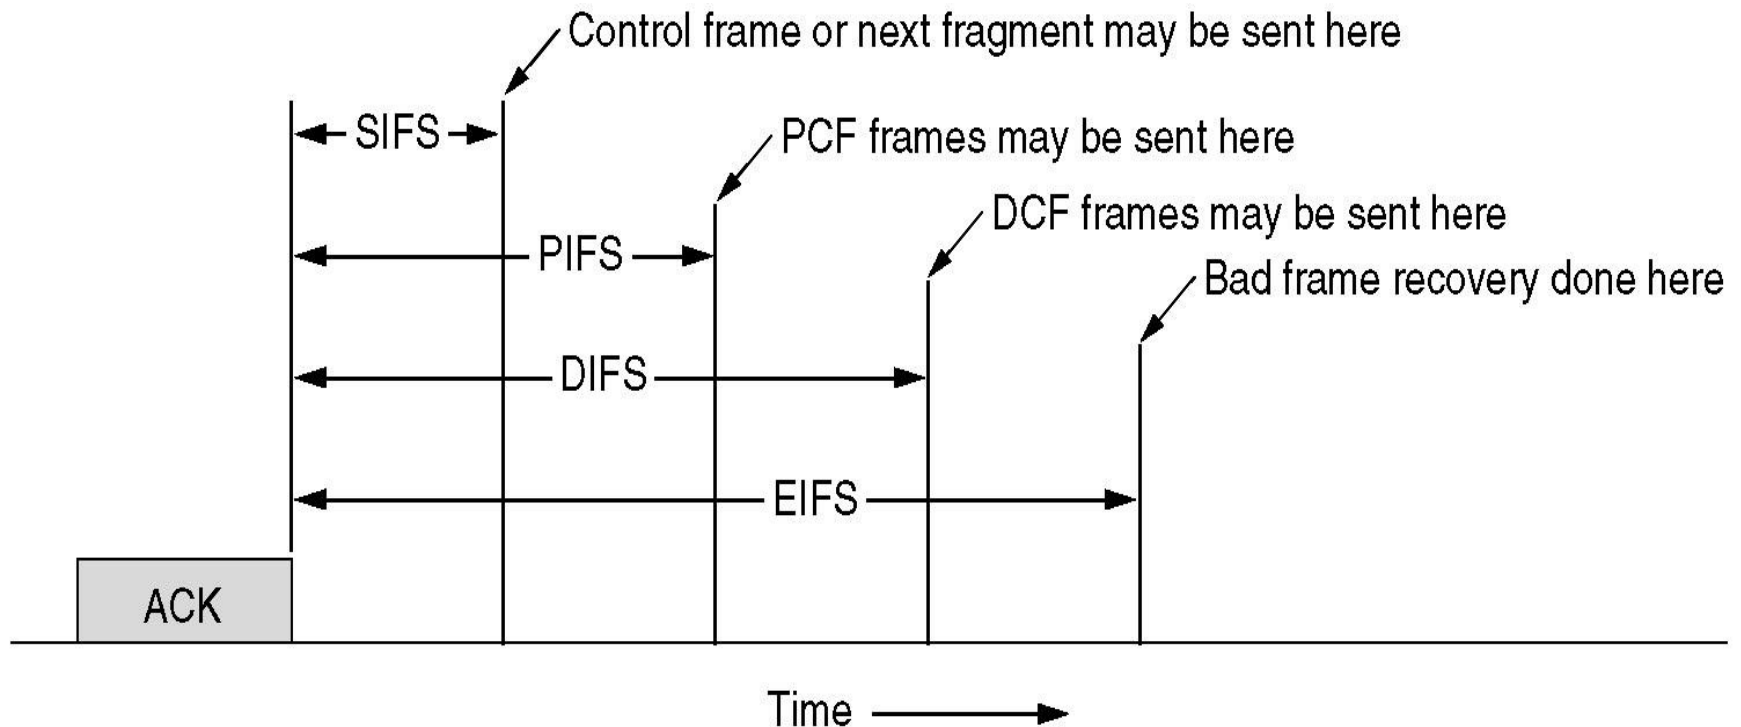 Control frame or next fragment may be sent here
SIFS
PCF frames may be sent here
DCF frames may be sent here
PIFS
Bad frame recovery done here
DIFS
EIFS
ACK
Time